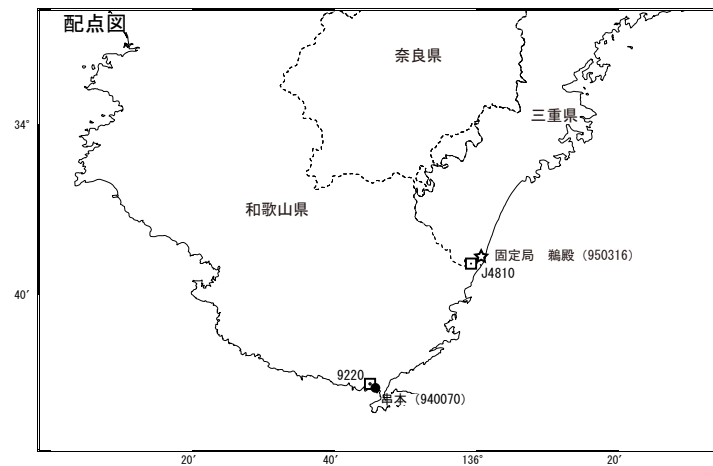 配点図
奈良県
34°
三重県
和歌山県
固定局　鵜殿（950316）
J4810
40′
9220
串本（940070）
20′
40′
136°
20′